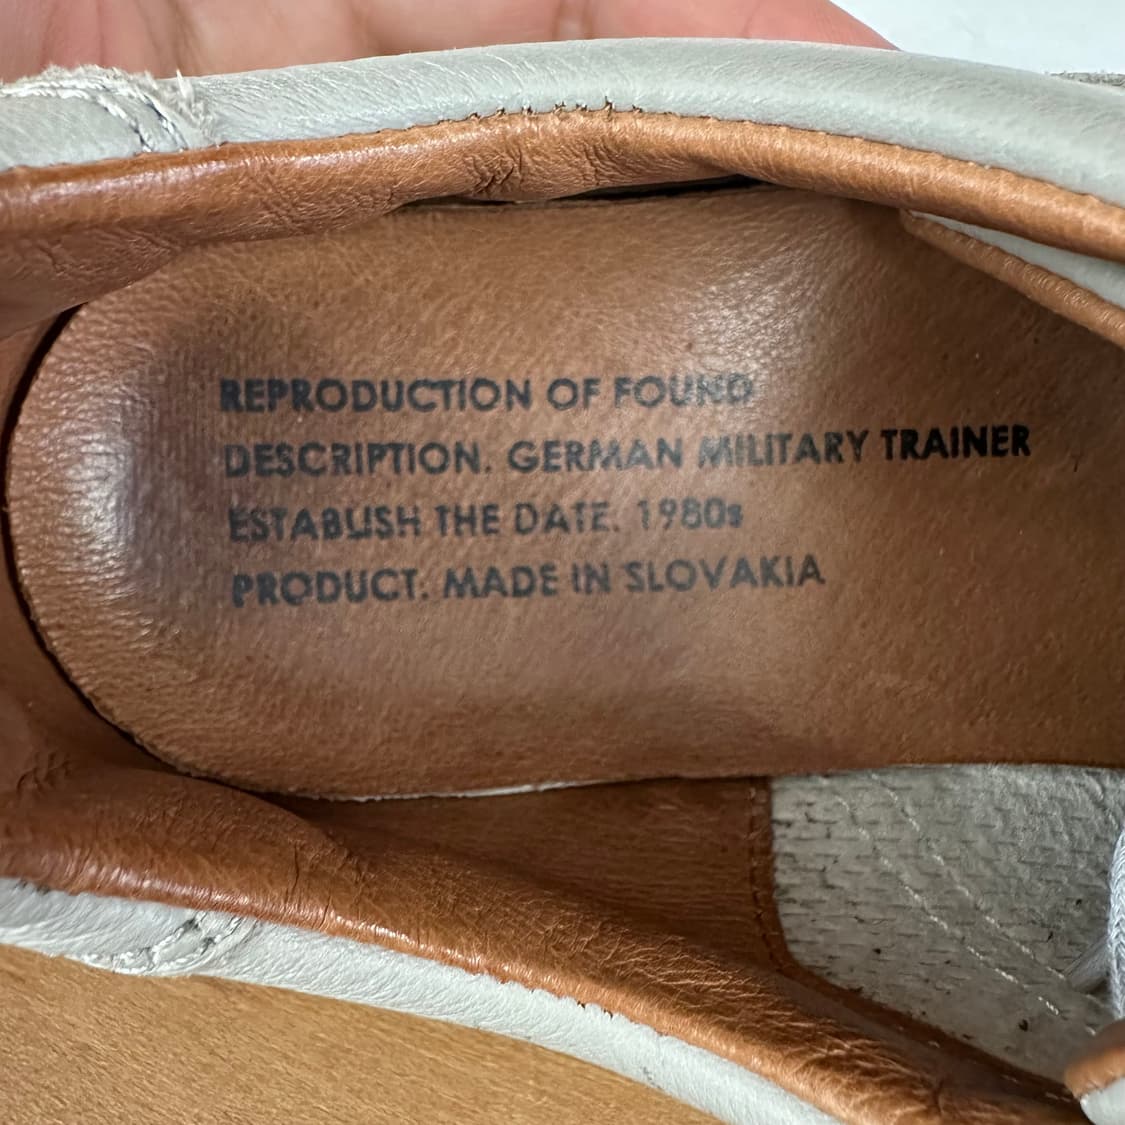 REPRODUCTION OF FOUND
DESCRIPTION. GERMAN MILITARY TRAINER
ESTABLISH THE DATE. 1980s
PRODUCT. MADE IN SLOVAKIA